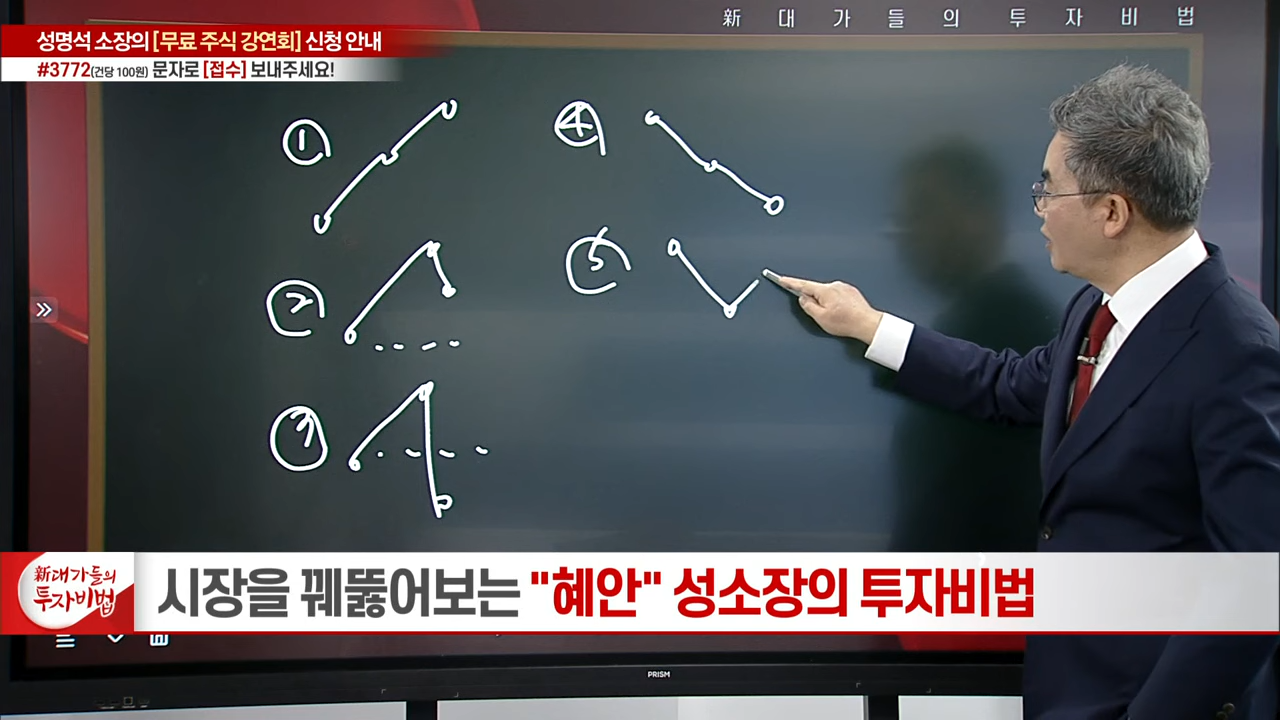 新 대 가 들 의 투 자 비 법
성명석 소장의 [무료 주식 강연회] 신청 안내
#3772(건당 100원) 문자로 [접수] 보내주세요!
①
④
②
⑤
③
新대가들의
투자비법
시장을 꿰뚫어보는 "혜안" 성소장의 투자비법
PRISM